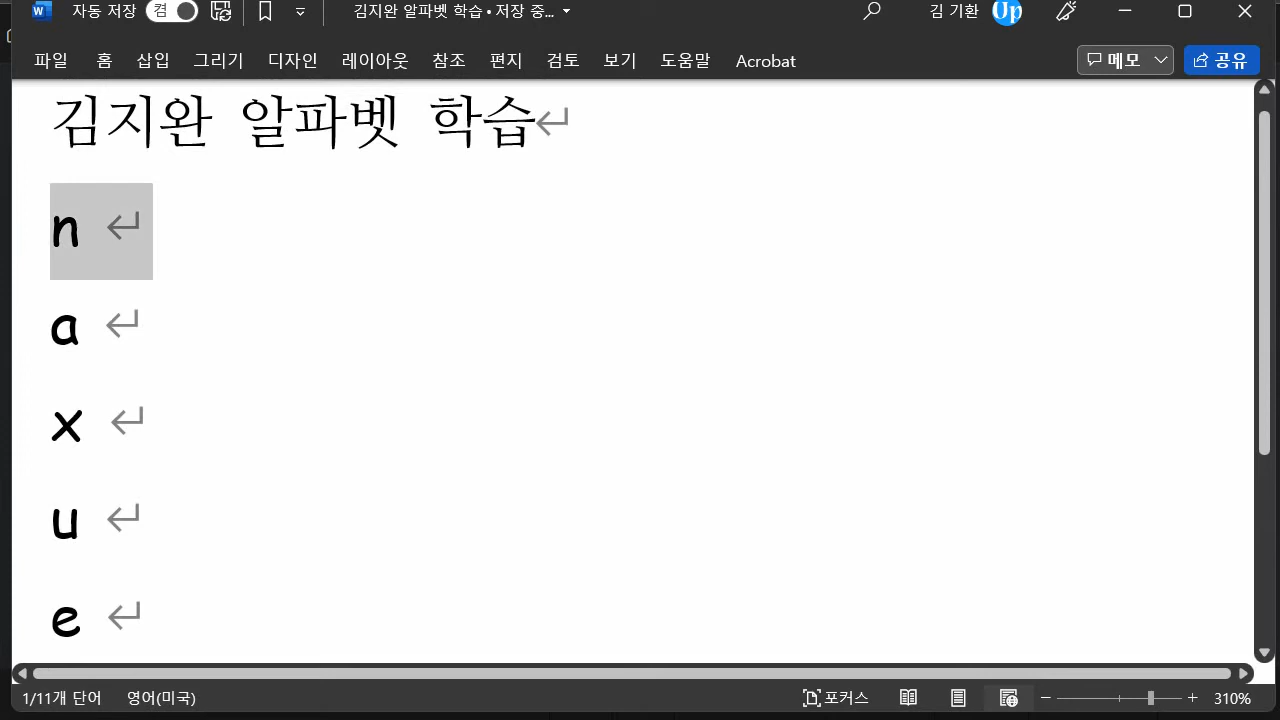 자동 저장 켬 김지완 알파벳 학습 • 저장 중... 김 기환 Up
파일 홈 삽입 그리기 디자인 레이아웃 참조 편지 검토 보기 도움말 Acrobat 메모 공유
김지완 알파벳 학습
n
a
x
u
e
1/11개 단어 영어(미국) 포커스 310%